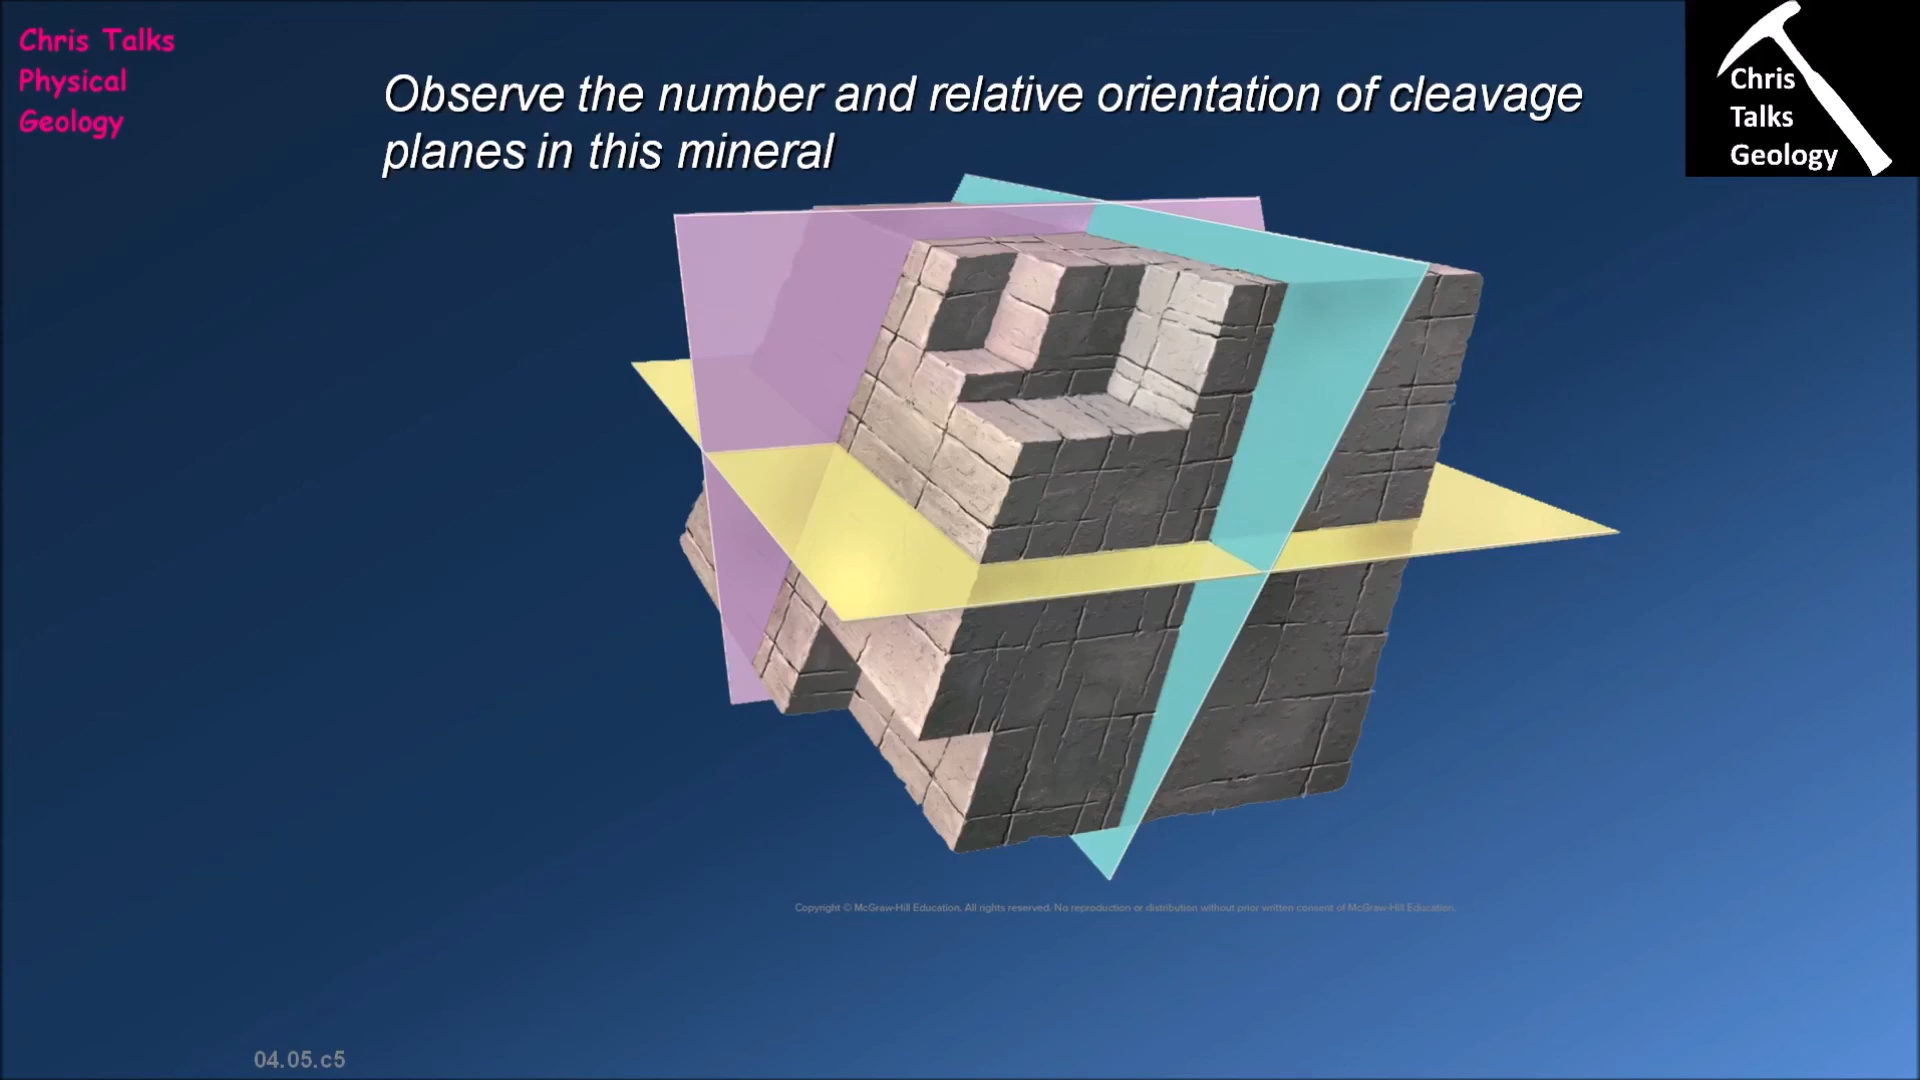 Chris Talks
Physical
Geology
Observe the number and relative orientation of cleavage
planes in this mineral
Chris
Talks
Geology
Copyright © McGraw-Hill Education. All rights reserved. No reproduction or distribution without prior written consent of McGraw-Hill Education.
04.05.c5